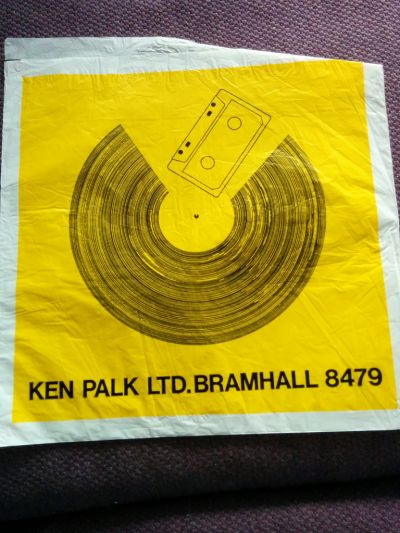 KEN PALK LTD. BRAMHALL 8479